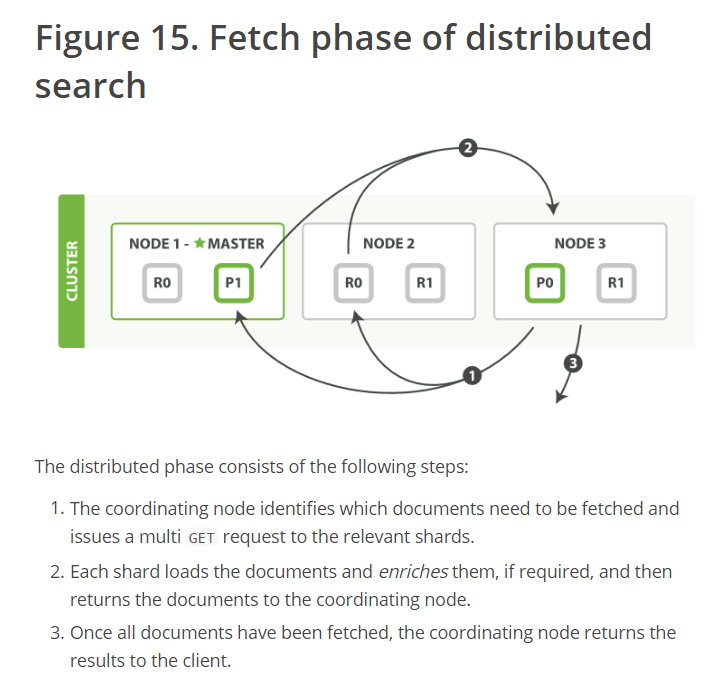 Figure 15. Fetch phase of distributed
search
2
CLUSTER
NODE 1 - ★ MASTER
NODE 2
NODE 3
R0
P1
R0
R1
P0
R1
1
3
The distributed phase consists of the following steps:
1. The coordinating node identifies which documents need to be fetched and
issues a multi GET request to the relevant shards.
2. Each shard loads the documents and enriches them, if required, and then
returns the documents to the coordinating node.
3. Once all documents have been fetched, the coordinating node returns the
results to the client.